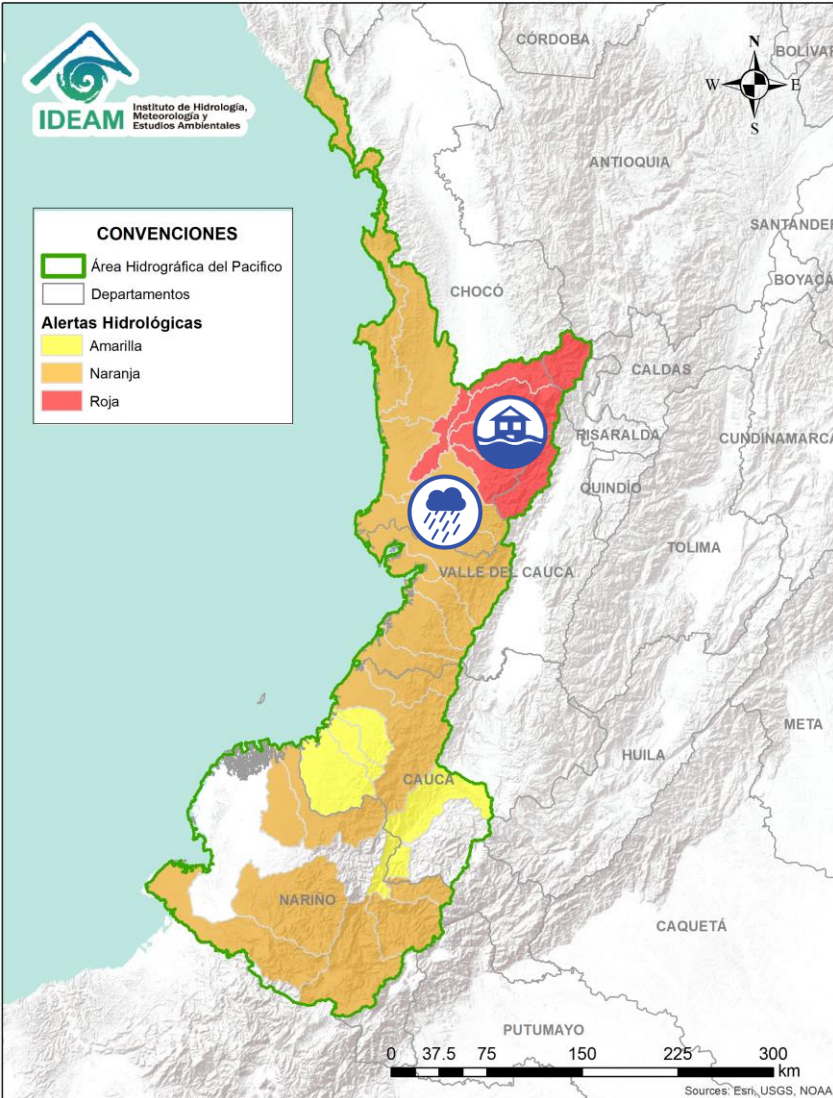 IDEAM
Instituto de Hidrología,
Meteorología y
Estudios Ambientales
N
W
E
S
CONVENCIONES
Área Hidrográfica del Pacifico
Departamentos
Alertas Hidrológicas
Amarilla
Naranja
Roja
CÓRDOBA
BOLÍVAR
ANTIOQUIA
SANTANDER
BOYACÁ
CHOCÓ
CALDAS
RISARALDA
CUNDINAMARCA
QUINDÍO
TOLIMA
VALLE DEL CAUCA
META
HUILA
CAUCA
NARIÑO
CAQUETÁ
PUTUMAYO
0 37.5 75 150 225 300
km
Sources: Esri, USGS, NOAA